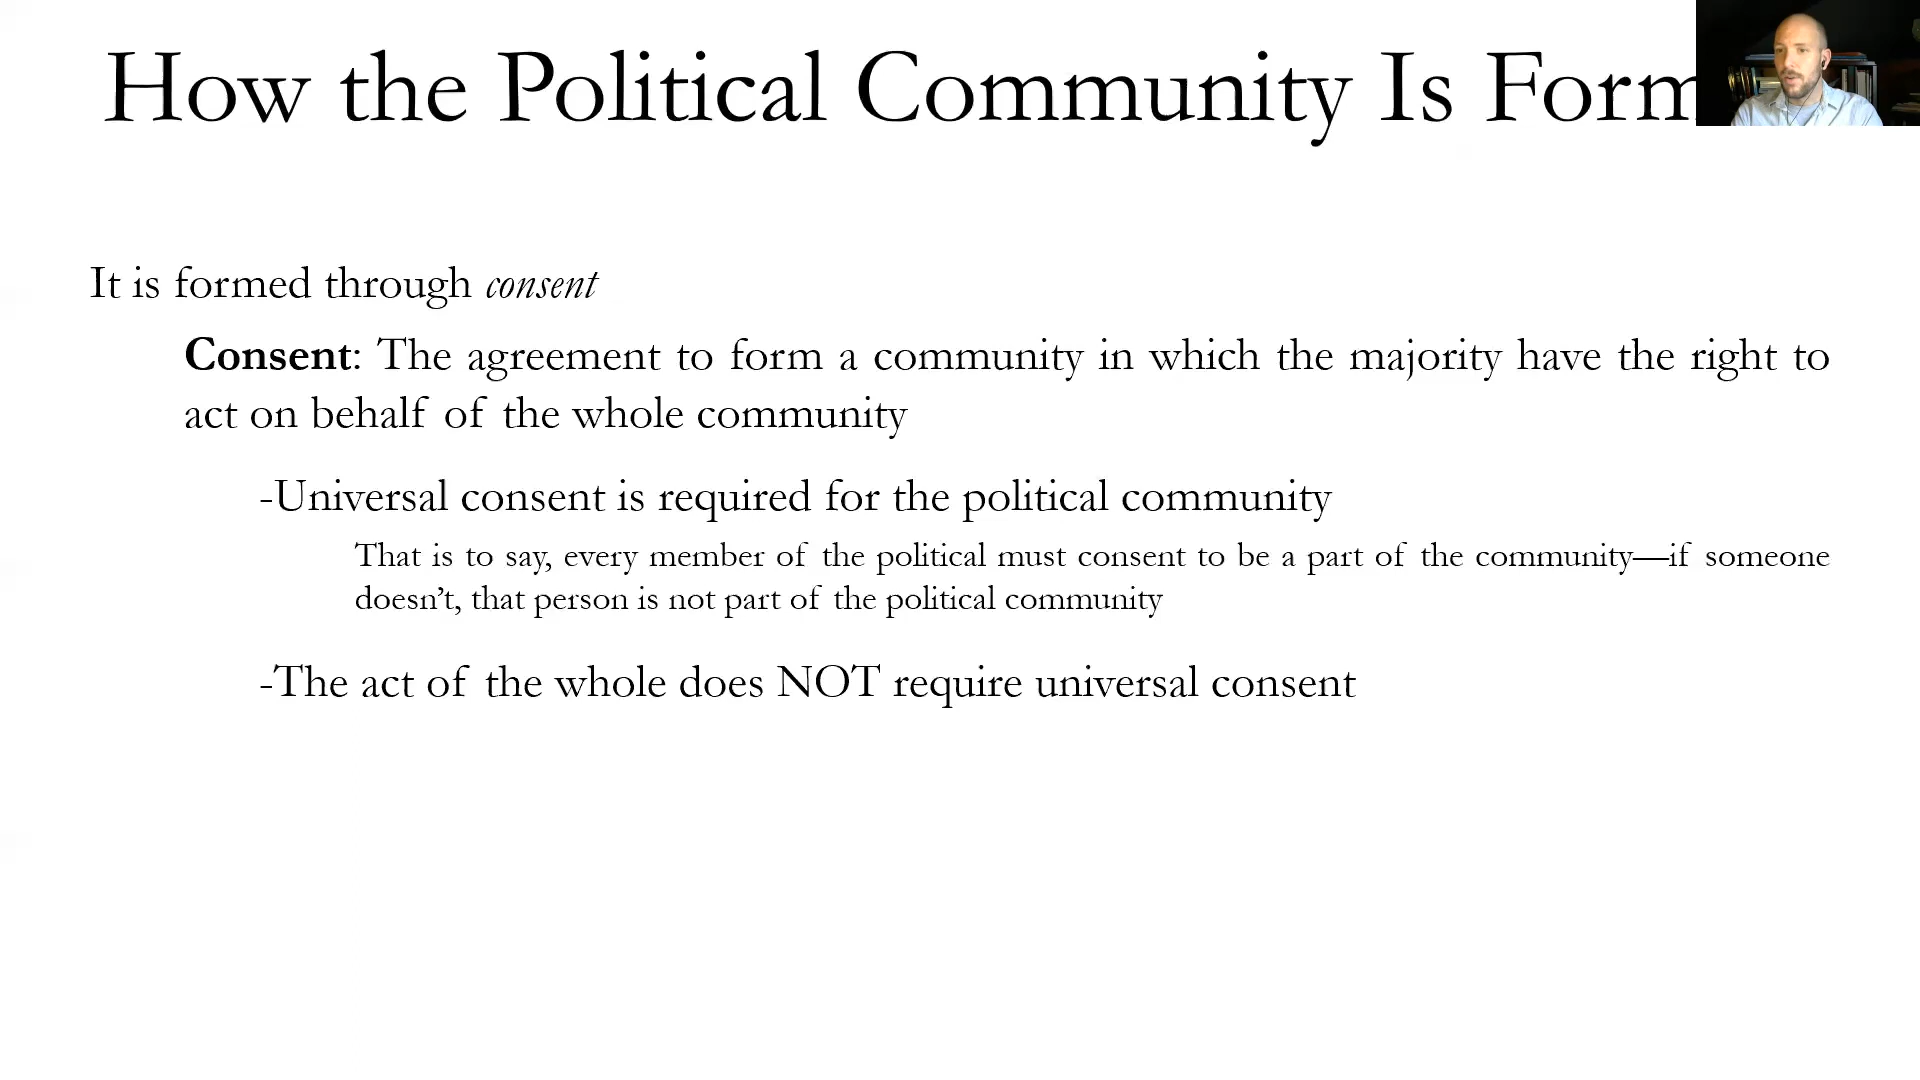 How the Political Community Is Form
It is formed through consent
Consent: The agreement to form a community in which the majority have the right to
act on behalf of the whole community
-Universal consent is required for the political community
That is to say, every member of the political must consent to be a part of the community—if someone
doesn’t, that person is not part of the political community
-The act of the whole does NOT require universal consent